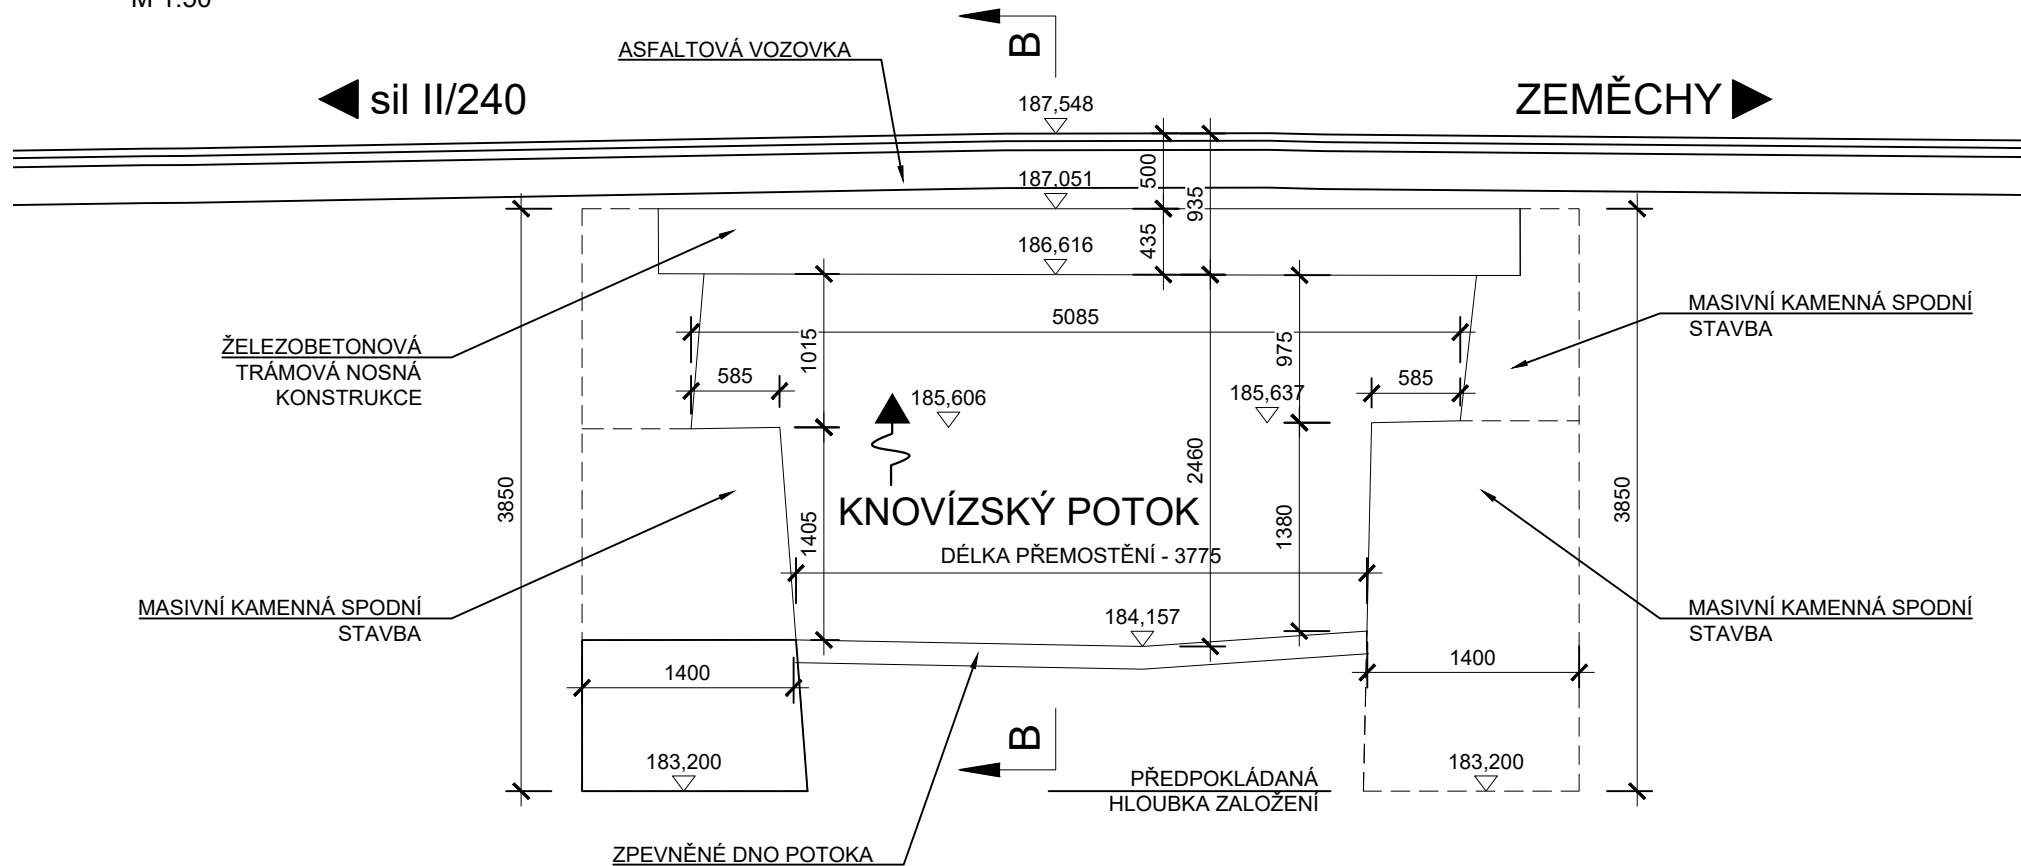 M 1:50
B
ASFALTOVÁ VOZOVKA
sil II/240
187,548
ZEMĚCHY
500
187,051
935
435
186,616
MASIVNÍ KAMENNÁ SPODNÍ
STAVBA
5085
ŽELEZOBETONOVÁ
TRÁMOVÁ NOSNÁ
KONSTRUKCE
1015
975
585
585
185,606
185,637
2460
3850
3850
KNOVÍZSKÝ POTOK
1405
1380
DÉLKA PŘEMOSTĚNÍ - 3775
MASIVNÍ KAMENNÁ SPODNÍ
STAVBA
184,157
MASIVNÍ KAMENNÁ SPODNÍ
STAVBA
1400
1400
B
183,200
183,200
PŘEDPOKLÁDANÁ
HLOUBKA ZALOŽENÍ
ZPEVNĚNÉ DNO POTOKA